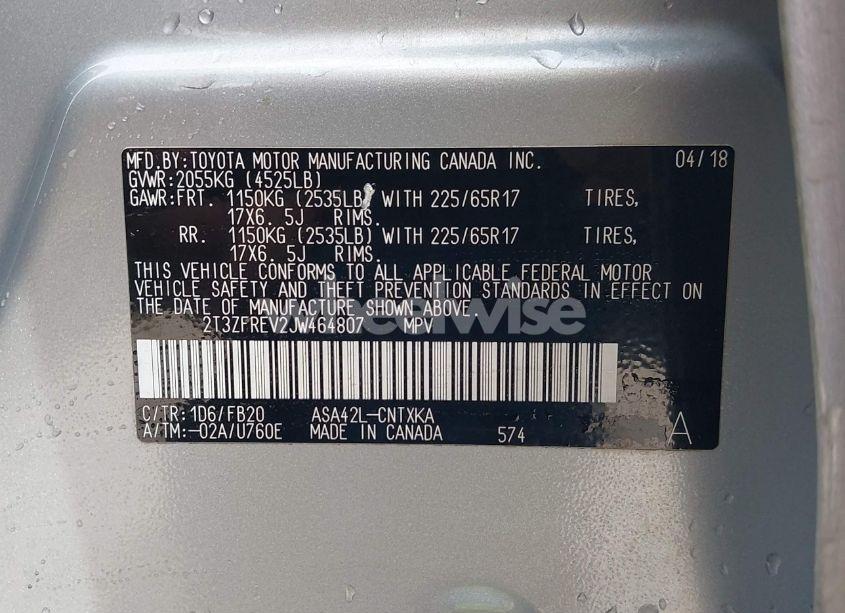 MFD.BY:TOYOTA MOTOR MANUFACTURING CANADA INC. 04/18
GVWR:2055KG (4525LB)
GAWR:FRT. 1150KG (2535LB) WITH 225/65R17 TIRES,
17X6. 5J RIMS.
RR. 1150KG (2535LB) WITH 225/65R17 TIRES,
17X6. 5J RIMS.
THIS VEHICLE CONFORMS TO ALL APPLICABLE FEDERAL MOTOR
VEHICLE SAFETY AND THEFT PREVENTION STANDARDS IN EFFECT ON
THE DATE OF MANUFACTURE SHOWN ABOVE.
2T3ZFREV2JW464807 MPV
C/TR:1D6/FB20 ASA42L-CNTXKA
A/TM:-02A/U760E MADE IN CANADA 574 A